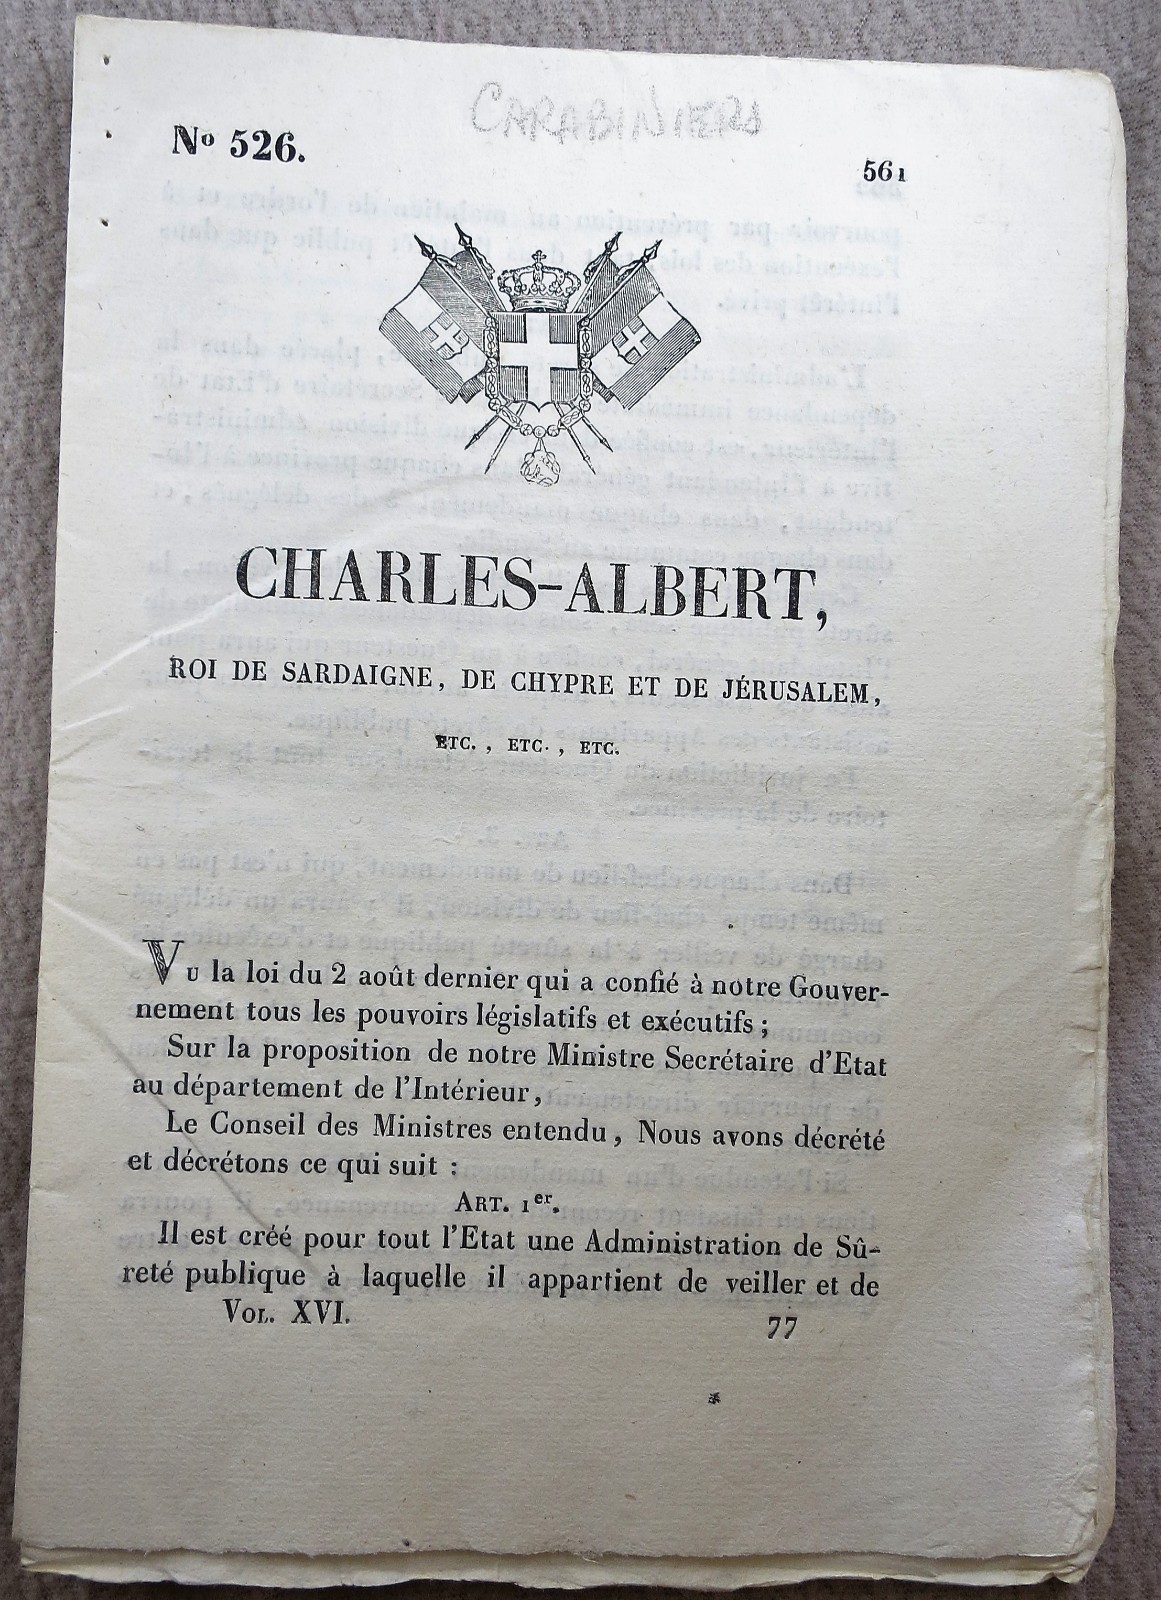 CARABINIERS
Nº 526.
561
CHARLES-ALBERT,
ROI DE SARDAIGNE, DE CHYPRE ET DE JÉRUSALEM,
ETC., ETC., ETC.
Vu la loi du 2 août dernier qui a confié à notre Gouver-
nement tous les pouvoirs législatifs et exécutifs ;
Sur la proposition de notre Ministre Secrétaire d'Etat
au département de l'Intérieur,
Le Conseil des Ministres entendu, Nous avons décrété
et décrétons ce qui suit :
ART. 1er.
Il est créé pour tout l'Etat une Administration de Sû-
reté publique à laquelle il appartient de veiller et de
VOL. XVI.
77
*